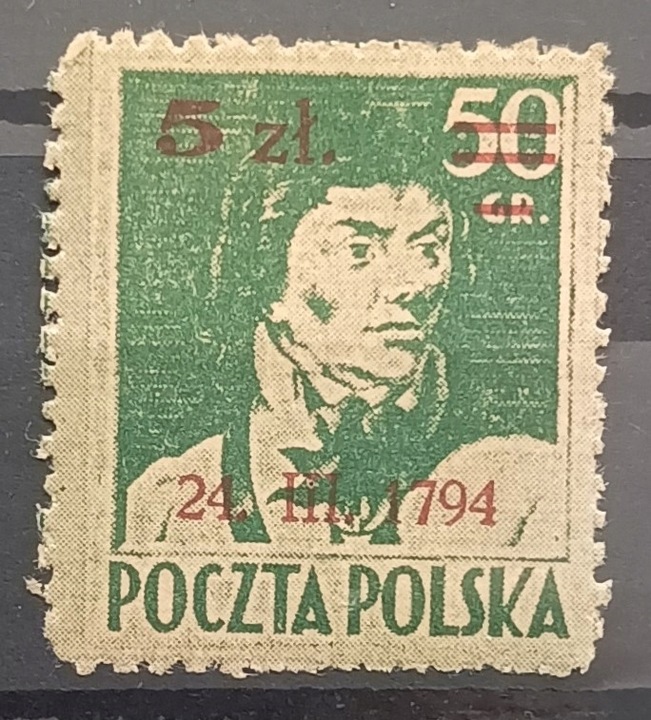 5 zł. 50
GR.
24. III. 1794
POCZTA POLSKA